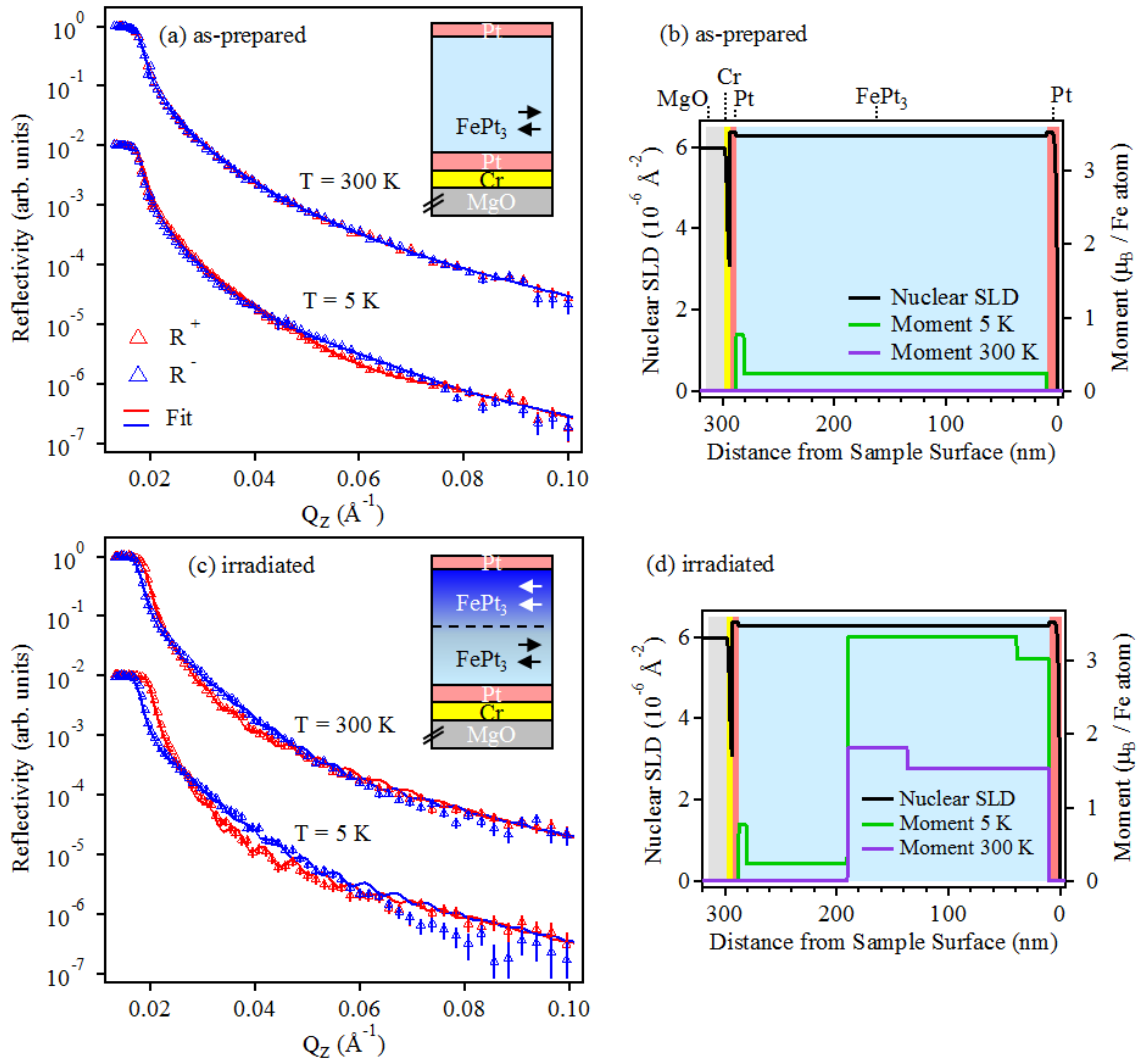 (a) as-prepared
Reflectivity (arb. units)
10^0
10^-1
10^-2
10^-3
10^-4
10^-5
10^-6
10^-7
T = 300 K
T = 5 K
R^+
R^-
Fit
Pt
FePt₃
Pt
Cr
MgO
0.02 0.04 0.06 0.08 0.10
Q_Z (Å^-1)
(b) as-prepared
Cr
MgO Pt FePt₃ Pt
Nuclear SLD (10^-6 Å^-2)
6
4
2
0
Nuclear SLD
Moment 5 K
Moment 300 K
3
2
1
0
Moment (μ_B / Fe atom)
300 200 100 0
Distance from Sample Surface (nm)
(c) irradiated
Reflectivity (arb. units)
10^0
10^-1
10^-2
10^-3
10^-4
10^-5
10^-6
10^-7
T = 300 K
T = 5 K
Pt
FePt₃
FePt₃
Pt
Cr
MgO
0.02 0.04 0.06 0.08 0.10
Q_Z (Å^-1)
(d) irradiated
Nuclear SLD (10^-6 Å^-2)
6
4
2
0
Nuclear SLD
Moment 5 K
Moment 300 K
3
2
1
0
Moment (μ_B / Fe atom)
300 200 100 0
Distance from Sample Surface (nm)